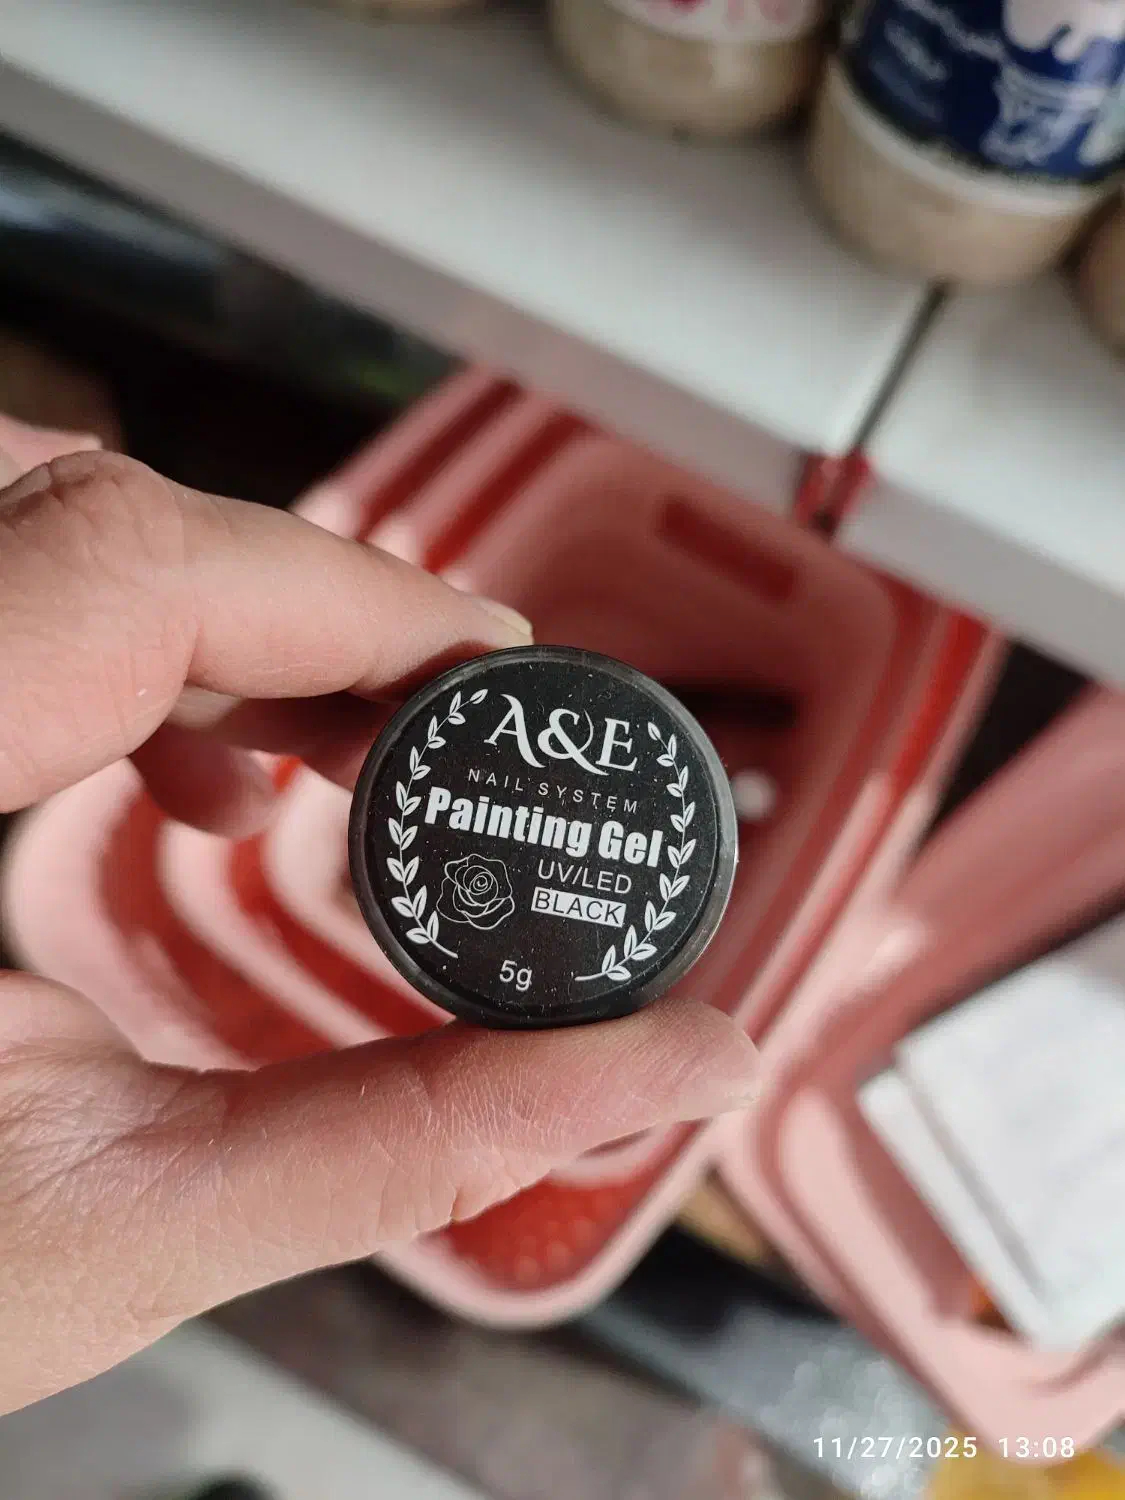 A&E
NAIL SYSTEM
Painting Gel
UV/LED
BLACK
5g
11/27/2025 13:08